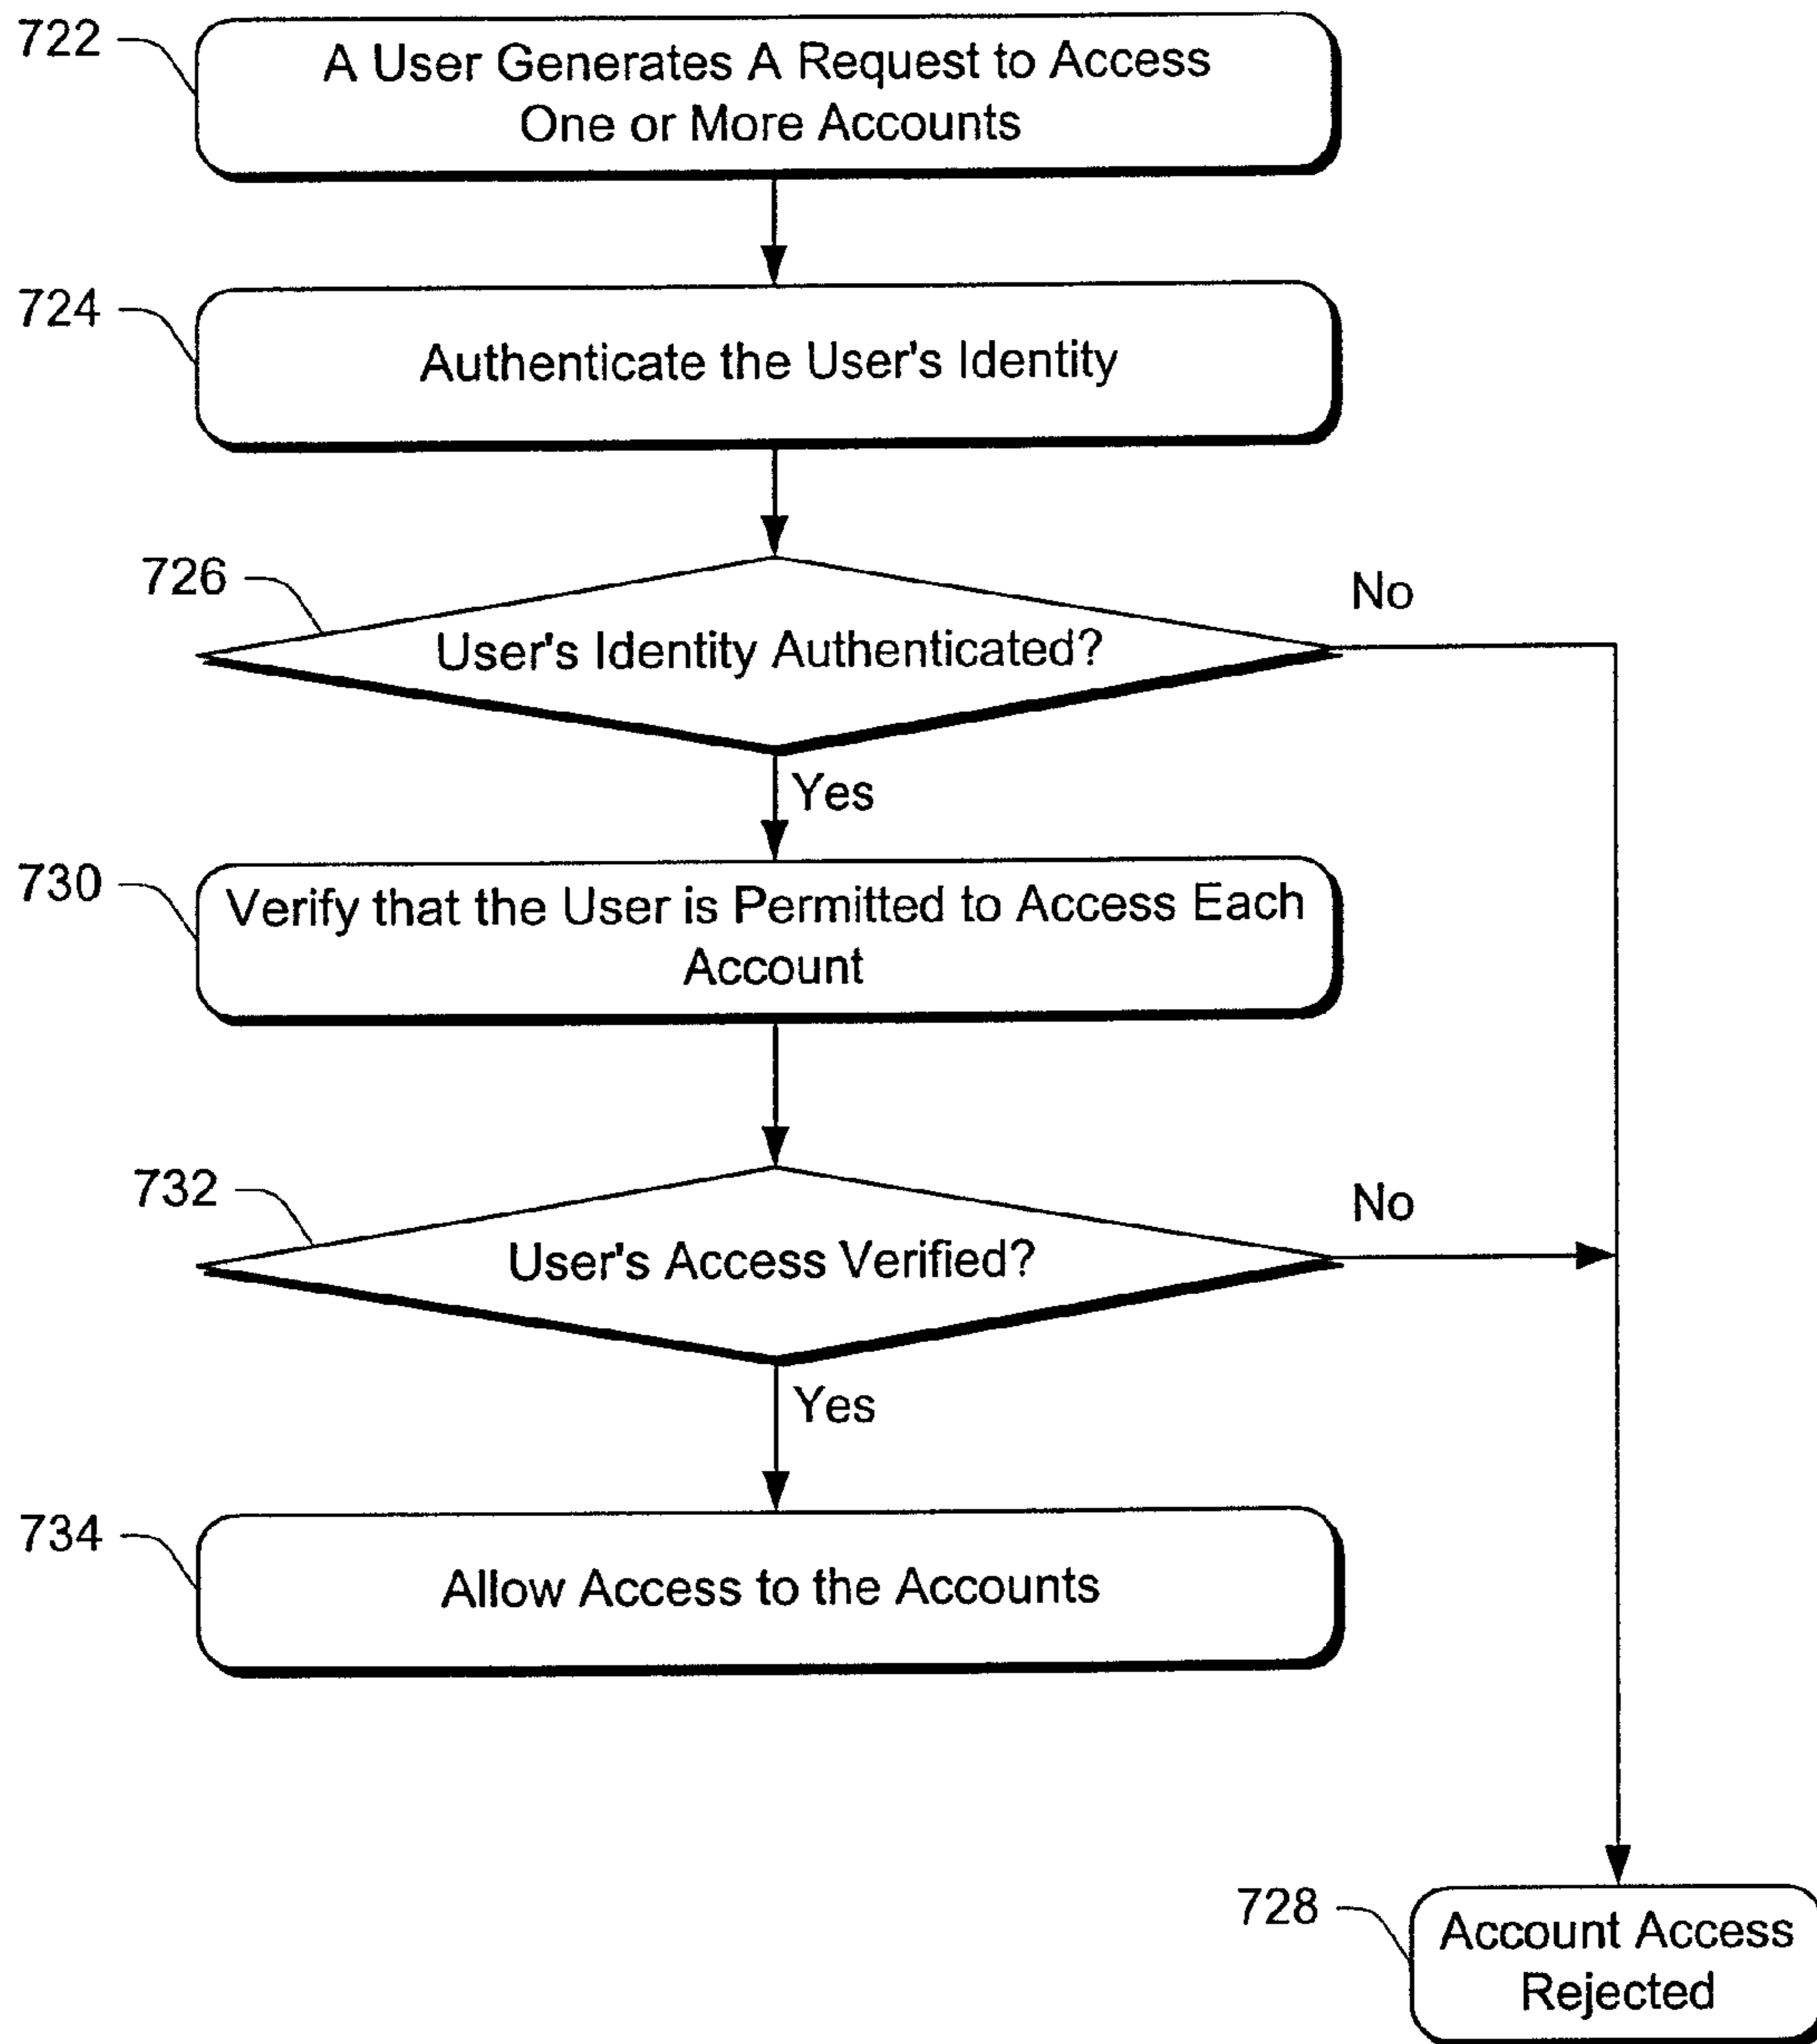 722
A User Generates A Request to Access
One or More Accounts
724
Authenticate the User's Identity
726
User's Identity Authenticated?
No
Yes
730
Verify that the User is Permitted to Access Each
Account
732
User's Access Verified?
No
Yes
734
Allow Access to the Accounts
728
Account Access
Rejected